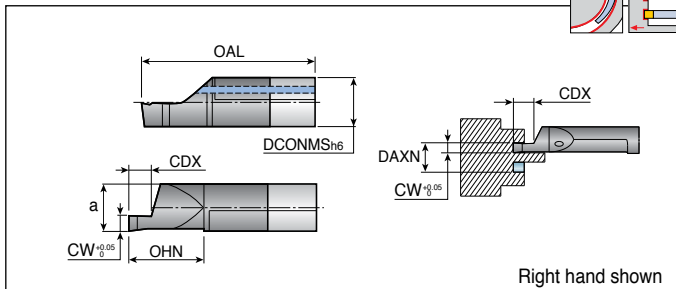 OAL
CDX
DCONMSh6
DAXN
CDX
CW+0.05 0
a
CW+0.05 0
OHN
Right hand shown